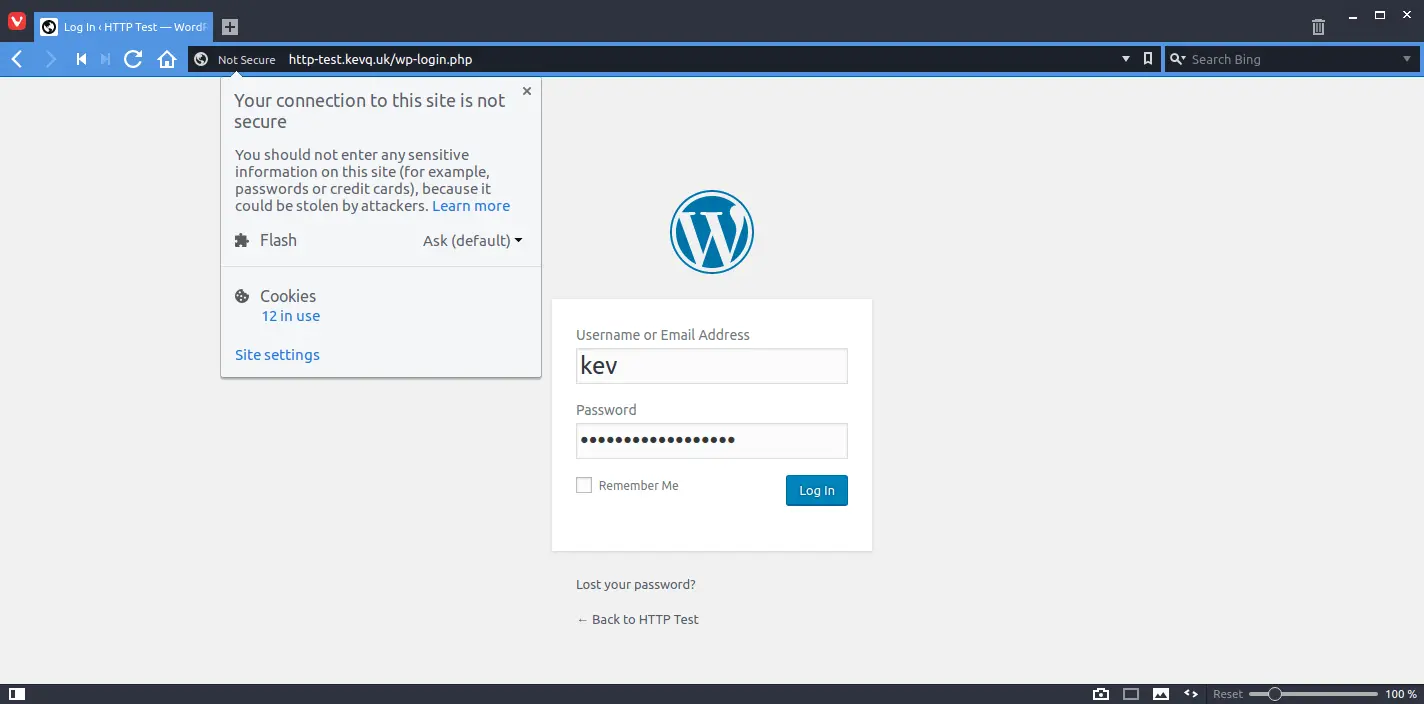 Log In ‹ HTTP Test — WordP
Not Secure
http-test.kevq.uk/wp-login.php
Search Bing
Your connection to this site is not
secure
You should not enter any sensitive
information on this site (for example,
passwords or credit cards), because it
could be stolen by attackers. Learn more
Flash
Ask (default)
Cookies
12 in use
Site settings
Username or Email Address
kev
Password
••••••••••••••••••
Remember Me
Log In
Lost your password?
← Back to HTTP Test
Reset
100 %